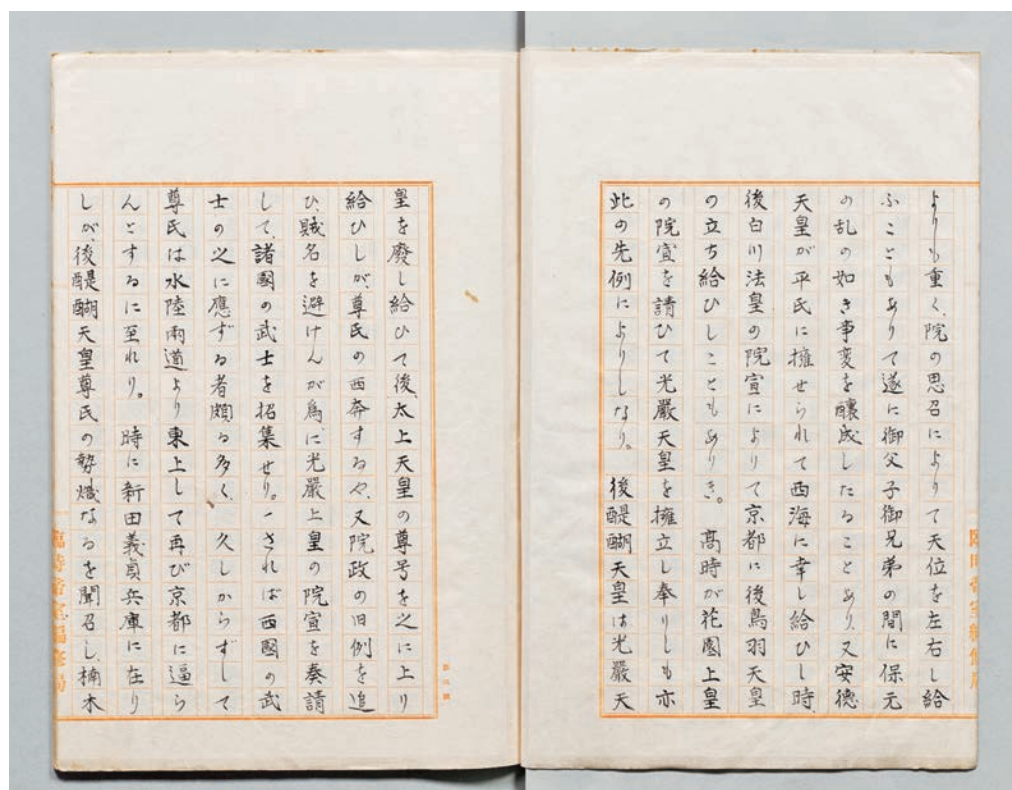 よりも重く、院の思召によりて天位を左右し給
ふこともありて遂に御父子御兄弟の間に保元
の乱の如き事変を醸成したることあり、又安徳
天皇が平氏に擁せられて西海に幸し給ひし時、
後白川法皇の院宣によりて京都に後鳥羽天皇
の立ち給ひしこともありき。高時が花園上皇
の院宣を請ひて光厳天皇を擁立し奉りしも亦
此の先例によりしなり。後醍醐天皇は光厳天
皇を廃し給ひて後、太上天皇の尊号を之に上り
給ひしが、尊氏の西奔するや、又院政の旧例を追
ひ、賊名を避けんが為に光厳上皇の院宣を奏請
して、諸國の武士を招集せり。されば西國の武
士の之に應ずる者頗る多く、久しからずして
尊氏は水陸両道より東上して再び京都に逼ら
んとするに至れり。時に新田義貞兵庫に在り
しが、後醍醐天皇尊氏の勢熾なるを聞召し、楠木
臨時帝室編修局